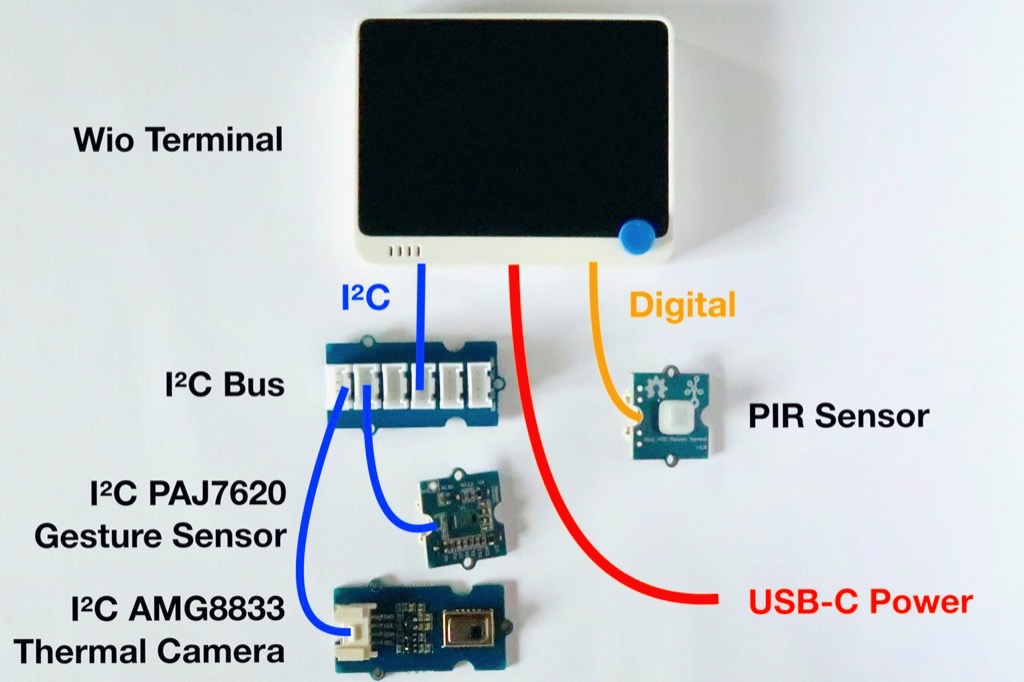 Wio Terminal
I²C
Digital
I²C Bus
PIR Sensor
I²C PAJ7620
Gesture Sensor
USB-C Power
I²C AMG8833
Thermal Camera